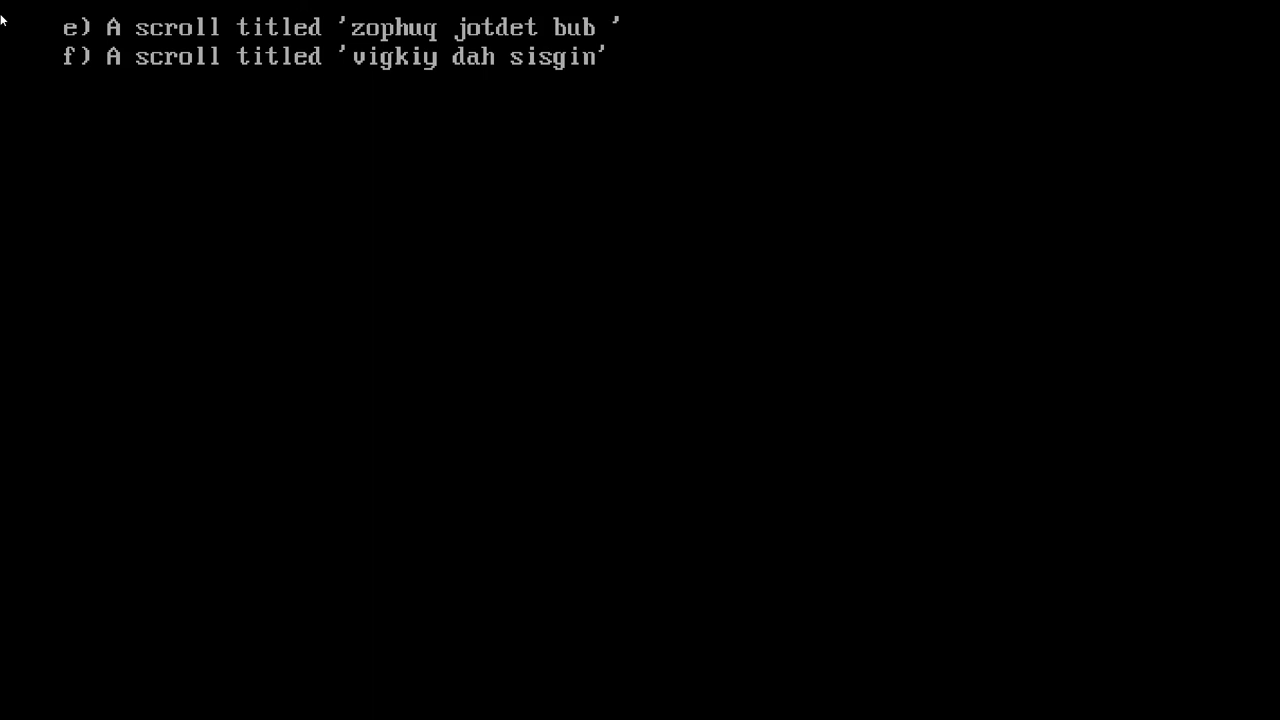 e) A scroll titled 'zophuq jotdet bub '
f) A scroll titled 'vigkiy dah sisgin'